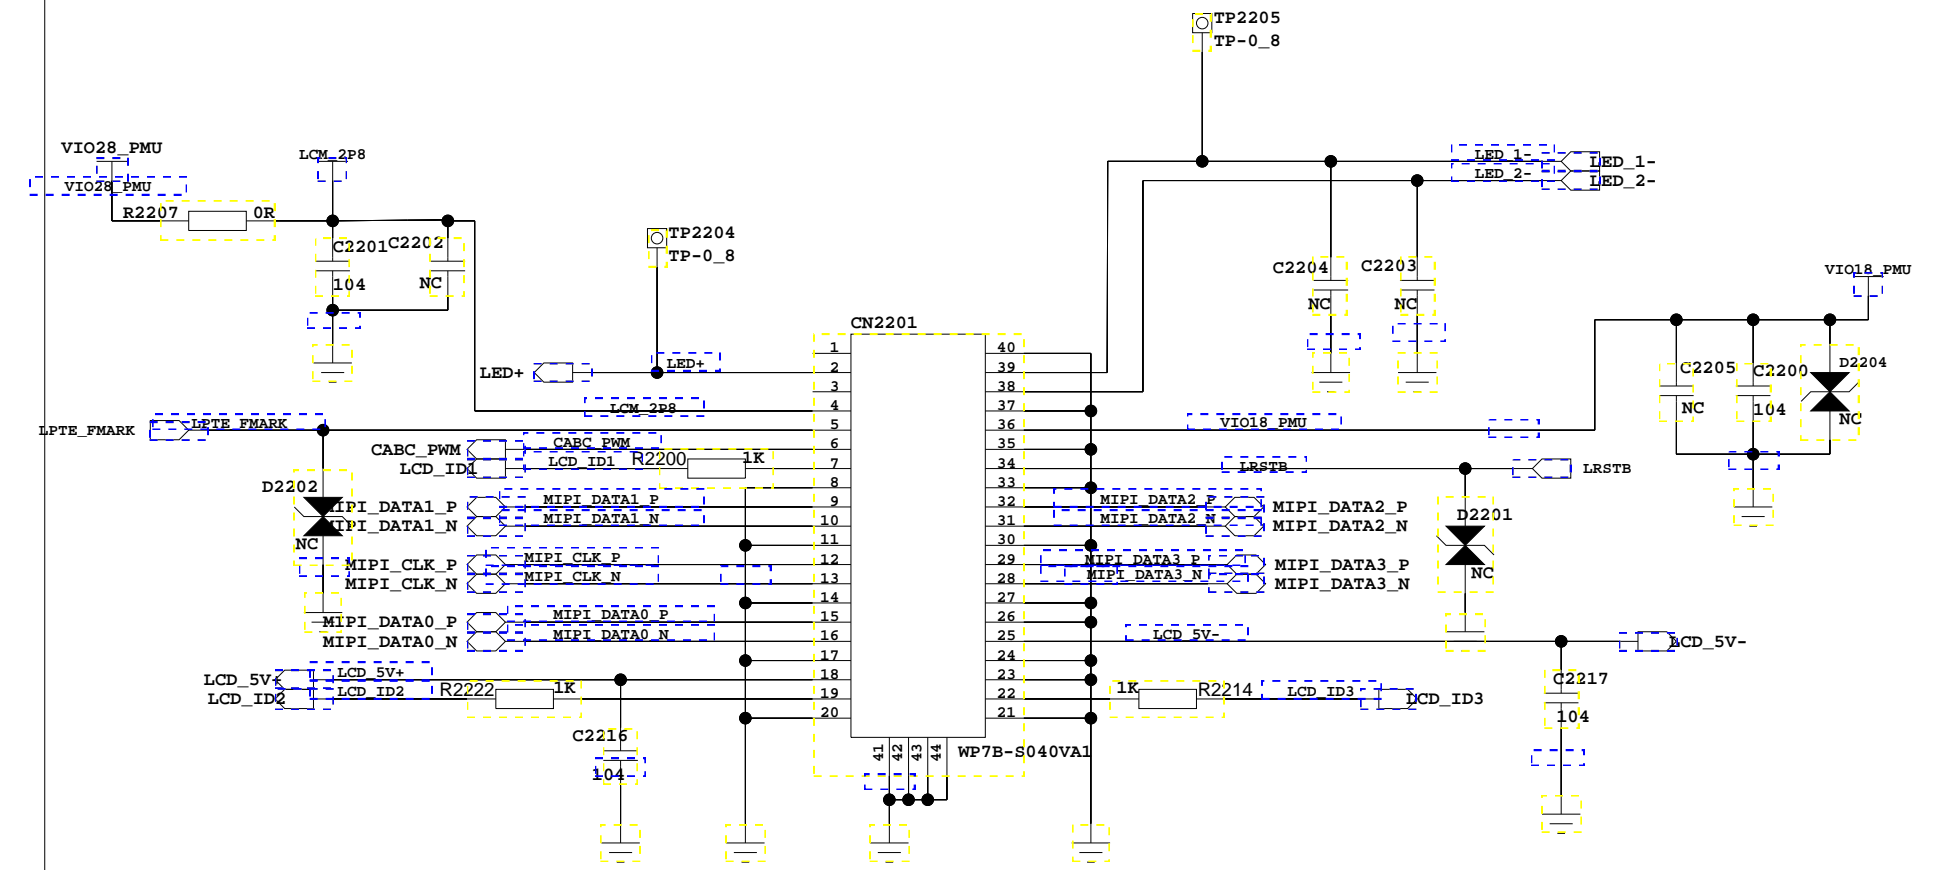 TP2205
TP-0_8
VIO28_PMU
LCM_2P8
VIO28_PMU
R2207
0R
LED_1-
LED_1-
LED_2-
LED_2-
C2201
C2202
104
NC
TP2204
TP-0_8
C2204
C2203
NC
NC
VIO18_PMU
CN2201
LED+
LED+
LCM_2P8
LPTE_FMARK
LPTE_FMARK
CABC_PWM
CABC_PWM
LCD_ID1
LCD_ID1
R2200
1K
D2202
NC
MIPI_DATA1_P
MIPI_DATA1_P
MIPI_DATA1_N
MIPI_DATA1_N
MIPI_CLK_P
MIPI_CLK_P
MIPI_CLK_N
MIPI_CLK_N
MIPI_DATA0_P
MIPI_DATA0_P
MIPI_DATA0_N
MIPI_DATA0_N
LCD_5V+
LCD_5V+
LCD_ID2
LCD_ID2
R2222
1K
C2216
104
1
2
3
4
5
6
7
8
9
10
11
12
13
14
15
16
17
18
19
20
40
39
38
37
36
35
34
33
32
31
30
29
28
27
26
25
24
23
22
21
41
42
43
44
WP7B-S040VA1
VIO18_PMU
C2205
NC
C2200
104
D2204
NC
LRSTB
LRSTB
MIPI_DATA2_P
MIPI_DATA2_P
MIPI_DATA2_N
MIPI_DATA2_N
D2201
NC
MIPI_DATA3_P
MIPI_DATA3_P
MIPI_DATA3_N
MIPI_DATA3_N
LCD_5V-
LCD_5V-
1K
R2214
LCD_ID3
LCD_ID3
C2217
104